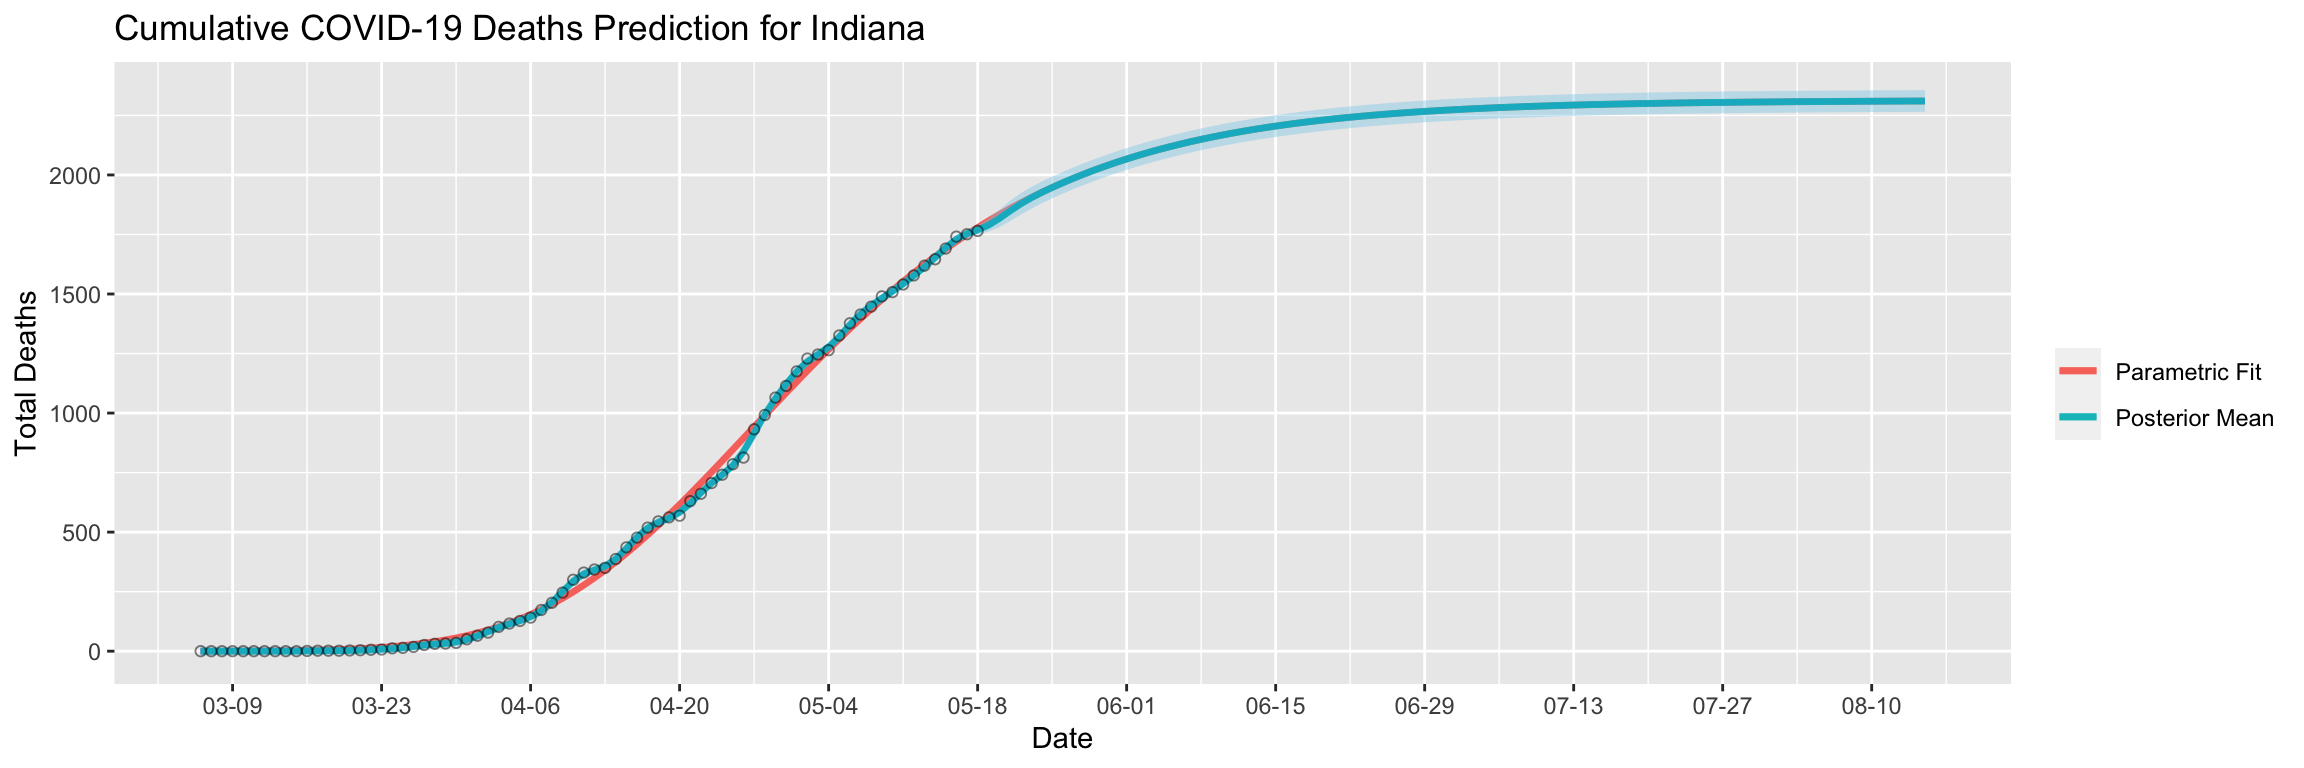 Cumulative COVID-19 Deaths Prediction for Indiana
Total Deaths
2000
1500
1000
500
0
03-09 03-23 04-06 04-20 05-04 05-18 06-01 06-15 06-29 07-13 07-27 08-10
Date
Parametric Fit
Posterior Mean